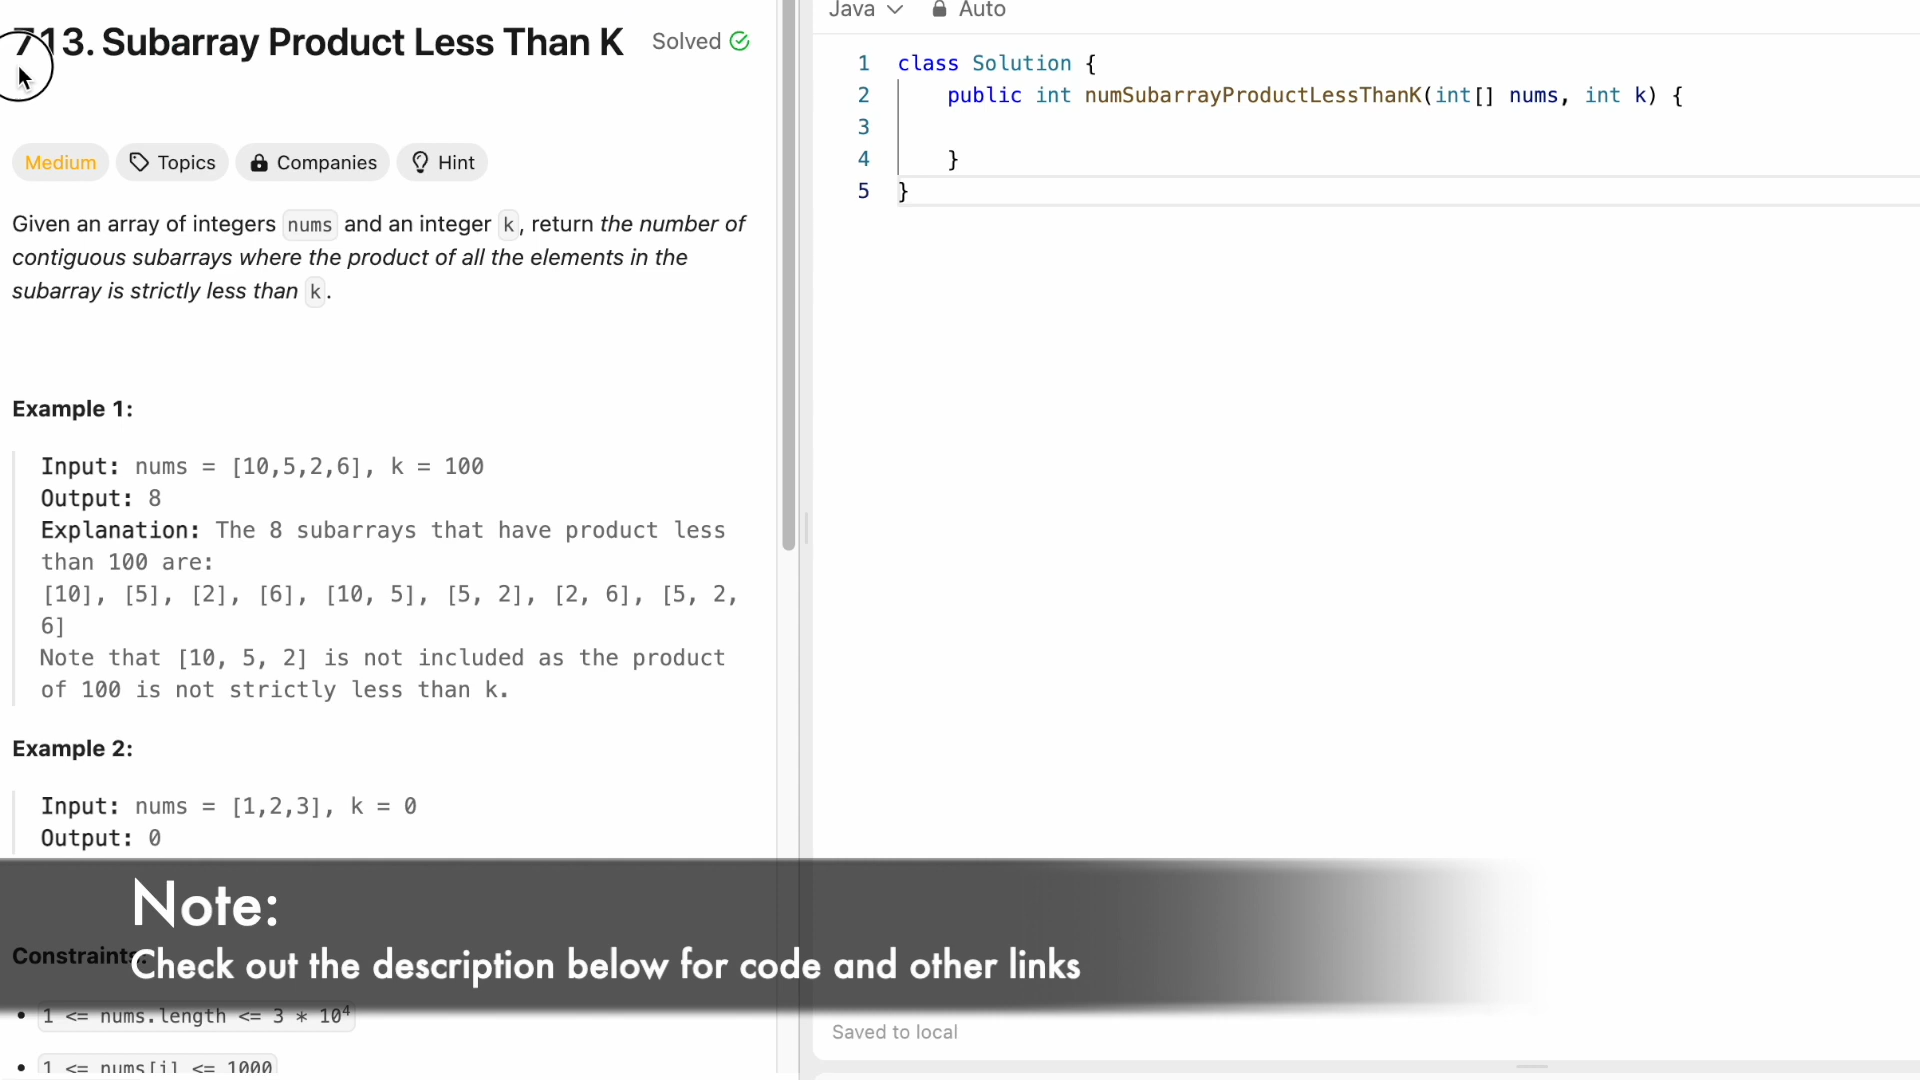 713. Subarray Product Less Than K
Solved
Medium
Topics
Companies
Hint
Given an array of integers nums and an integer k, return the number of
contiguous subarrays where the product of all the elements in the
subarray is strictly less than k.
Example 1:
Input: nums = [10,5,2,6], k = 100
Output: 8
Explanation: The 8 subarrays that have product less
than 100 are:
[10], [5], [2], [6], [10, 5], [5, 2], [2, 6], [5, 2,
6]
Note that [10, 5, 2] is not included as the product
of 100 is not strictly less than k.
Example 2:
Input: nums = [1,2,3], k = 0
Output: 0
Note:
Constraints:
Check out the description below for code and other links
1 <= nums.length <= 3 * 10⁴
1 <= nums[i] <= 1000
Java
Auto
1 class Solution {
2 public int numSubarrayProductLessThanK(int[] nums, int k) {
3
4 }
5 }
Saved to local